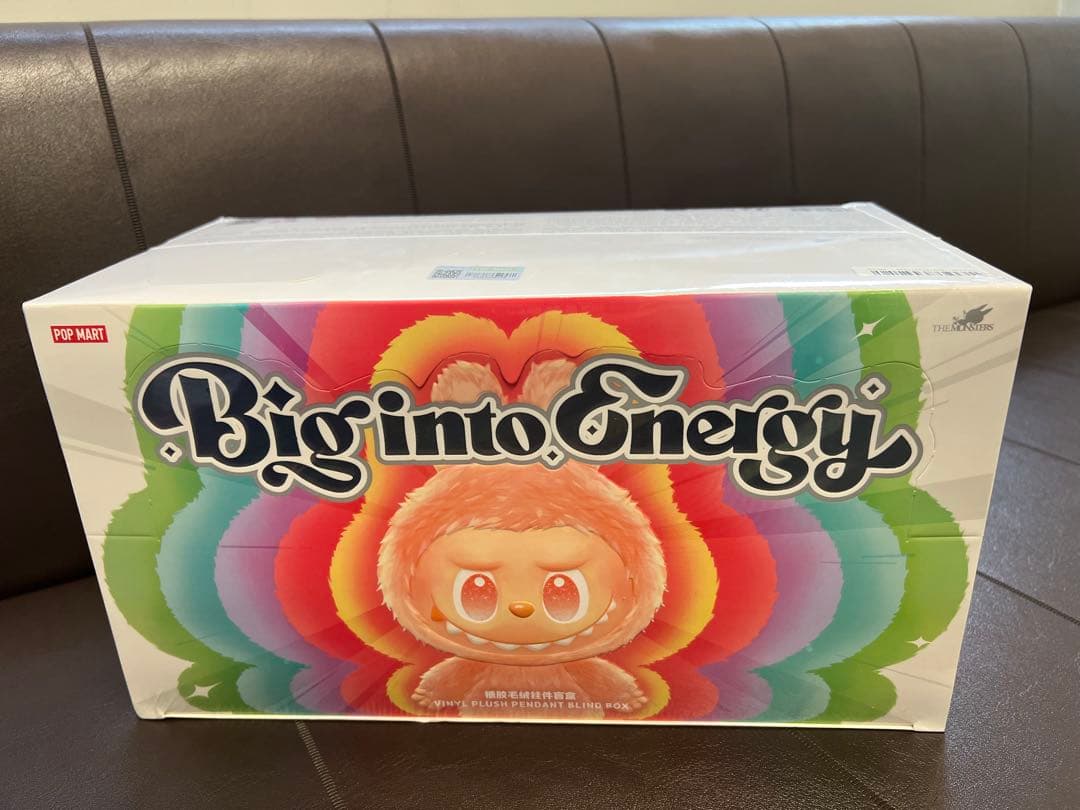 POP MART
THE MONSTERS
Big into Energy
搪胶毛绒挂件盲盒
VINYL PLUSH PENDANT BLIND BOX